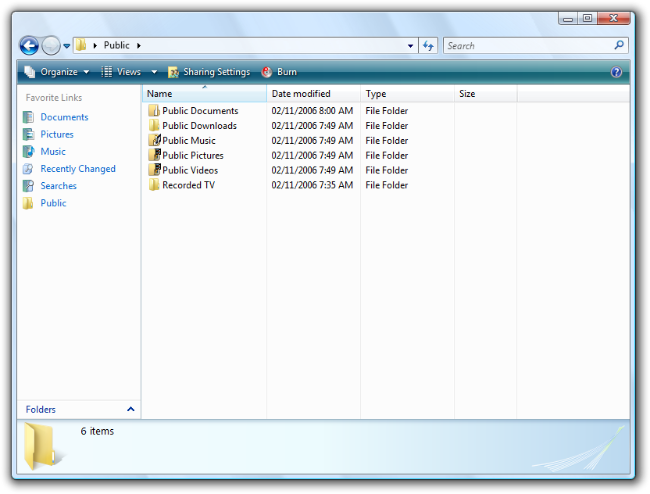 Public
Search
Organize Views Sharing Settings Burn
Favorite Links
Documents
Pictures
Music
Recently Changed
Searches
Public
Folders
Name Date modified Type Size
Public Documents 02/11/2006 8:00 AM File Folder
Public Downloads 02/11/2006 7:49 AM File Folder
Public Music 02/11/2006 7:49 AM File Folder
Public Pictures 02/11/2006 7:49 AM File Folder
Public Videos 02/11/2006 7:49 AM File Folder
Recorded TV 02/11/2006 7:35 AM File Folder
6 items